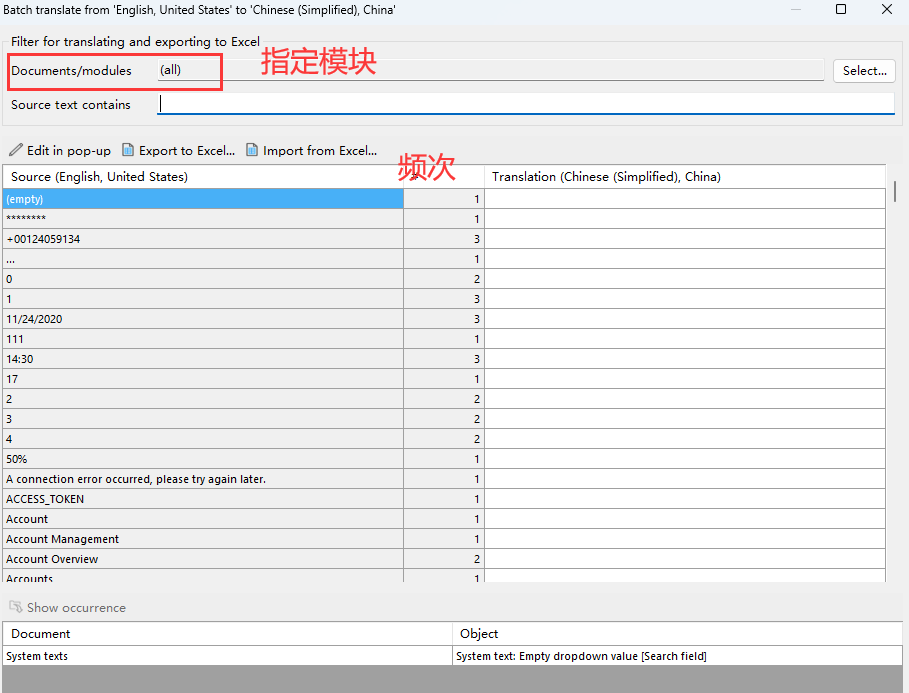 Batch translate from 'English, United States' to 'Chinese (Simplified), China'
Filter for translating and exporting to Excel
Documents/modules (all) 指定模块 Select...
Source text contains
Edit in pop-up Export to Excel... Import from Excel...
Source (English, United States) # 频次 Translation (Chinese (Simplified), China)
(empty) 1
******** 1
+00124059134 3
... 1
0 2
1 3
11/24/2020 3
111 1
14:30 3
17 1
2 2
3 2
4 2
50% 1
A connection error occurred, please try again later. 1
ACCESS_TOKEN 1
Account 1
Account Management 1
Account Overview 2
Accounts 1
Show occurrence
Document Object
System texts System text: Empty dropdown value [Search field]